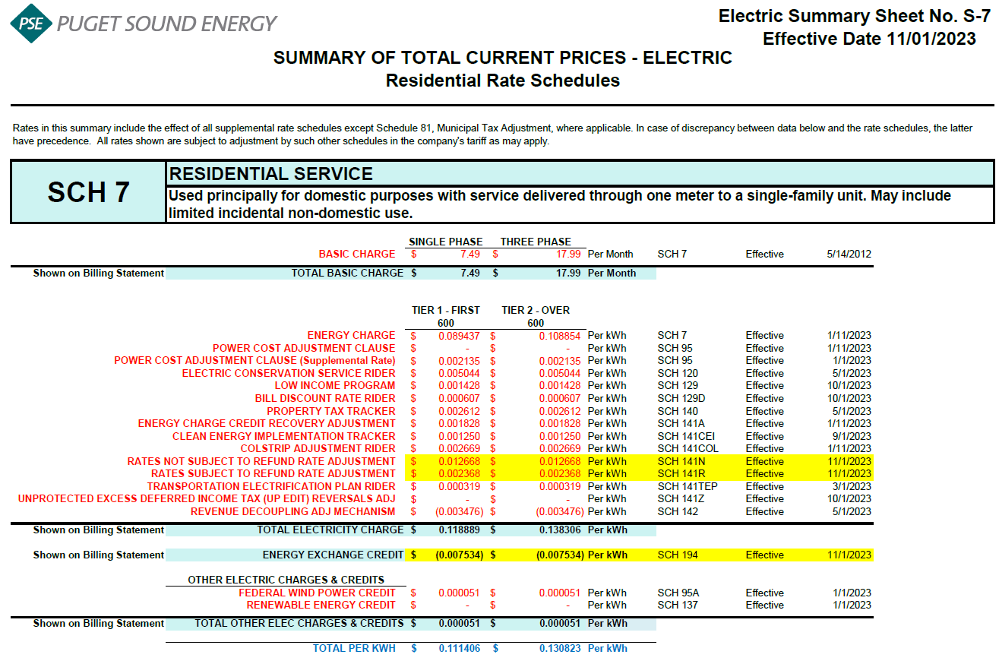 PSE PUGET SOUND ENERGY
Electric Summary Sheet No. S-7
Effective Date 11/01/2023
SUMMARY OF TOTAL CURRENT PRICES - ELECTRIC
Residential Rate Schedules
Rates in this summary include the effect of all supplemental rate schedules except Schedule 81, Municipal Tax Adjustment, where applicable. In case of discrepancy between data below and the rate schedules, the latter
have precedence. All rates shown are subject to adjustment by such other schedules in the company's tariff as may apply.
SCH 7
RESIDENTIAL SERVICE
Used principally for domestic purposes with service delivered through one meter to a single-family unit. May include
limited incidental non-domestic use.
SINGLE PHASE THREE PHASE
BASIC CHARGE $ 7.49 $ 17.99 Per Month SCH 7 Effective 5/14/2012
Shown on Billing Statement TOTAL BASIC CHARGE $ 7.49 $ 17.99 Per Month
TIER 1 - FIRST TIER 2 - OVER
600 600
ENERGY CHARGE $ 0.089437 $ 0.108854 Per kWh SCH 7 Effective 1/11/2023
POWER COST ADJUSTMENT CLAUSE $ - $ - Per kWh SCH 95 Effective 1/11/2023
POWER COST ADJUSTMENT CLAUSE (Supplemental Rate) $ 0.002135 $ 0.002135 Per kWh SCH 95 Effective 1/1/2023
ELECTRIC CONSERVATION SERVICE RIDER $ 0.005044 $ 0.005044 Per kWh SCH 120 Effective 5/1/2023
LOW INCOME PROGRAM $ 0.001428 $ 0.001428 Per kWh SCH 129 Effective 10/1/2023
BILL DISCOUNT RATE RIDER $ 0.000607 $ 0.000607 Per kWh SCH 129D Effective 10/1/2023
PROPERTY TAX TRACKER $ 0.002612 $ 0.002612 Per kWh SCH 140 Effective 5/1/2023
ENERGY CHARGE CREDIT RECOVERY ADJUSTMENT $ 0.001828 $ 0.001828 Per kWh SCH 141A Effective 1/11/2023
CLEAN ENERGY IMPLEMENTATION TRACKER $ 0.001250 $ 0.001250 Per kWh SCH 141CEI Effective 9/1/2023
COLSTRIP ADJUSTMENT RIDER $ 0.002669 $ 0.002669 Per kWh SCH 141COL Effective 1/11/2023
RATES NOT SUBJECT TO REFUND RATE ADJUSTMENT $ 0.012668 $ 0.012668 Per kWh SCH 141N Effective 11/1/2023
RATES SUBJECT TO REFUND RATE ADJUSTMENT $ 0.002368 $ 0.002368 Per kWh SCH 141R Effective 11/1/2023
TRANSPORTATION ELECTRIFICATION PLAN RIDER $ 0.000319 $ 0.000319 Per kWh SCH 141TEP Effective 3/1/2023
UNPROTECTED EXCESS DEFERRED INCOME TAX (UP EDIT) REVERSALS ADJ $ - $ - Per kWh SCH 141Z Effective 10/1/2023
REVENUE DECOUPLING ADJ MECHANISM $ (0.003476) $ (0.003476) Per kWh SCH 142 Effective 5/1/2023
Shown on Billing Statement TOTAL ELECTRICITY CHARGE $ 0.118889 $ 0.138306 Per kWh
Shown on Billing Statement ENERGY EXCHANGE CREDIT $ (0.007534) $ (0.007534) Per kWh SCH 194 Effective 11/1/2023
OTHER ELECTRIC CHARGES & CREDITS
FEDERAL WIND POWER CREDIT $ 0.000051 $ 0.000051 Per kWh SCH 95A Effective 1/1/2023
RENEWABLE ENERGY CREDIT $ - $ - Per kWh SCH 137 Effective 1/1/2023
Shown on Billing Statement TOTAL OTHER ELEC CHARGES & CREDITS $ 0.000051 $ 0.000051 Per kWh
TOTAL PER KWH $ 0.111406 $ 0.130823 Per kWh